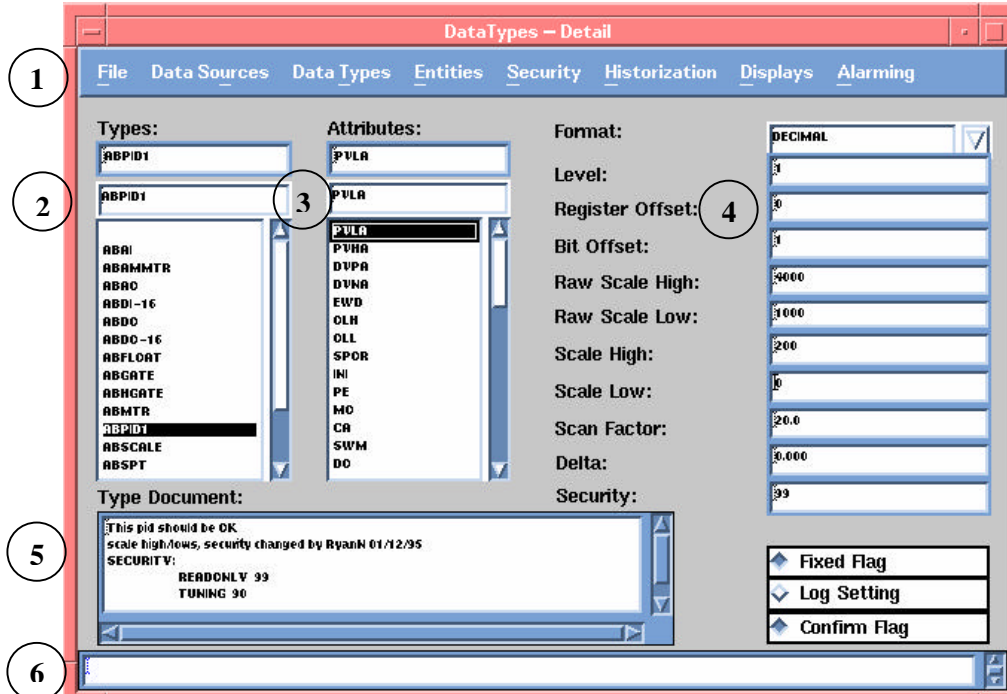 DataTypes – Detail
1
File Data Sources Data Types Entities Security Historization Displays Alarming
Types:
ABPID1
2
ABPID1
ABAI
ABAMMTR
ABAO
ABDI-16
ABDO
ABDO-16
ABFLOAT
ABGATE
ABHGATE
ABMTR
ABPID1
ABSCALE
ABSPT
Attributes:
PVLA
3
PVLA
PVLA
PVHA
DVPA
DVNA
EWD
OLH
OLL
SPOR
INI
PE
MO
CA
SWM
DO
Format: DECIMAL
Level: 1
Register Offset: 4 0
Bit Offset: 1
Raw Scale High: 4000
Raw Scale Low: 1000
Scale High: 200
Scale Low: 0
Scan Factor: 20.0
Delta: 0.000
Security: 99
Type Document:
5
This pid should be OK
scale high/lows, security changed by RyanN 01/12/95
SECURITY:
READONLY 99
TUNING 90
Fixed Flag
Log Setting
Confirm Flag
6